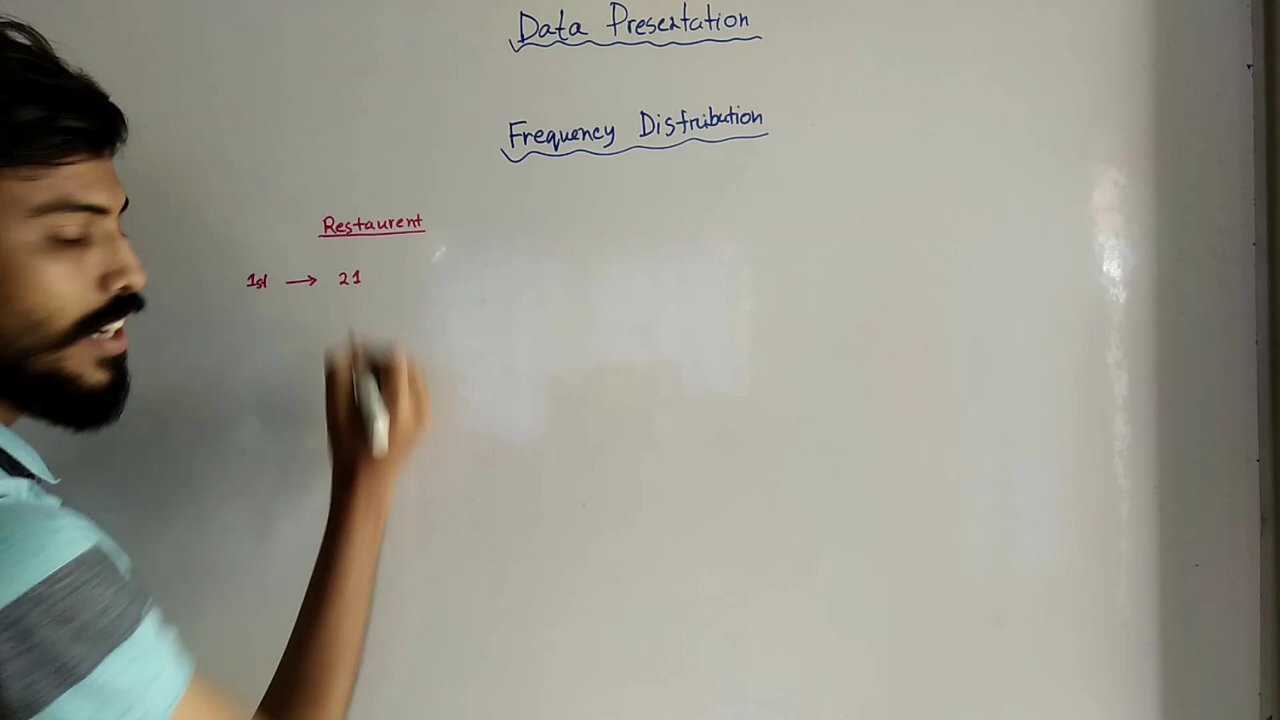 Data Presentation
Frequency Distribution
Restaurent
1st → 21